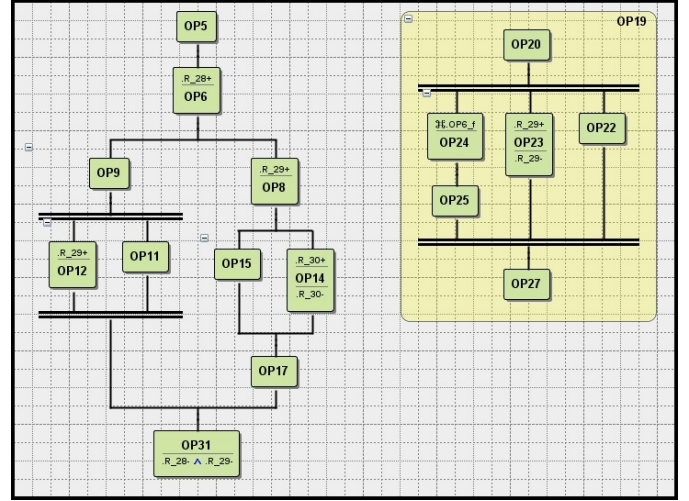 OP5
.R_28+
OP6
OP9
.R_29+
OP8
.R_29+
OP12
OP11
OP15
.R_30+
OP14
.R_30-
OP17
OP31
.R_28- ∧ .R_29-
OP19
OP20
.OP6_f
OP24
.R_29+
OP23
.R_29-
OP22
OP25
OP27